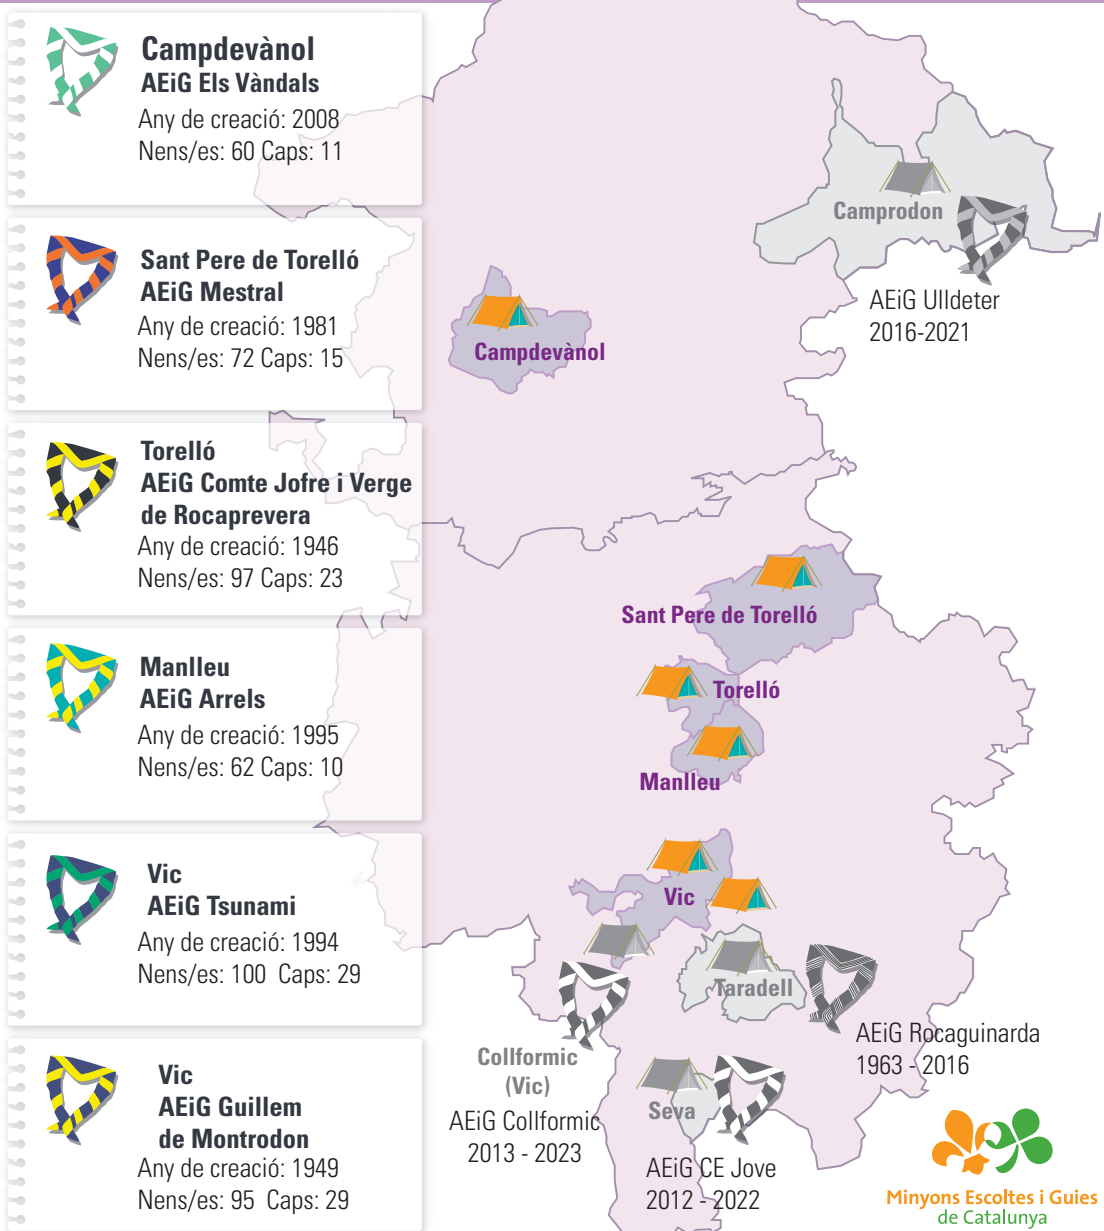 Campdevànol
AEiG Els Vàndals
Any de creació: 2008
Nens/es: 60 Caps: 11
Sant Pere de Torelló
AEiG Mestral
Any de creació: 1981
Nens/es: 72 Caps: 15
Torelló
AEiG Comte Jofre i Verge
de Rocaprevera
Any de creació: 1946
Nens/es: 97 Caps: 23
Manlleu
AEiG Arrels
Any de creació: 1995
Nens/es: 62 Caps: 10
Vic
AEiG Tsunami
Any de creació: 1994
Nens/es: 100 Caps: 29
Vic
AEiG Guillem
de Montrodon
Any de creació: 1949
Nens/es: 95 Caps: 29
Camprodon
AEiG Ulldeter
2016-2021
Campdevànol
Sant Pere de Torelló
Torelló
Manlleu
Vic
Taradell
AEiG Rocaguinarda
1963 - 2016
Collformic
(Vic)
AEiG Collformic
2013 - 2023
Seva
AEiG CE Jove
2012 - 2022
Minyons Escoltes i Guies
de Catalunya